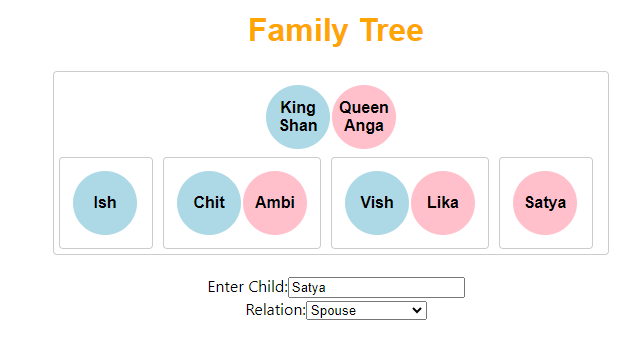 Family Tree
King Shan
Queen Anga
Ish
Chit
Ambi
Vish
Lika
Satya
Enter Child: Satya
Relation: Spouse